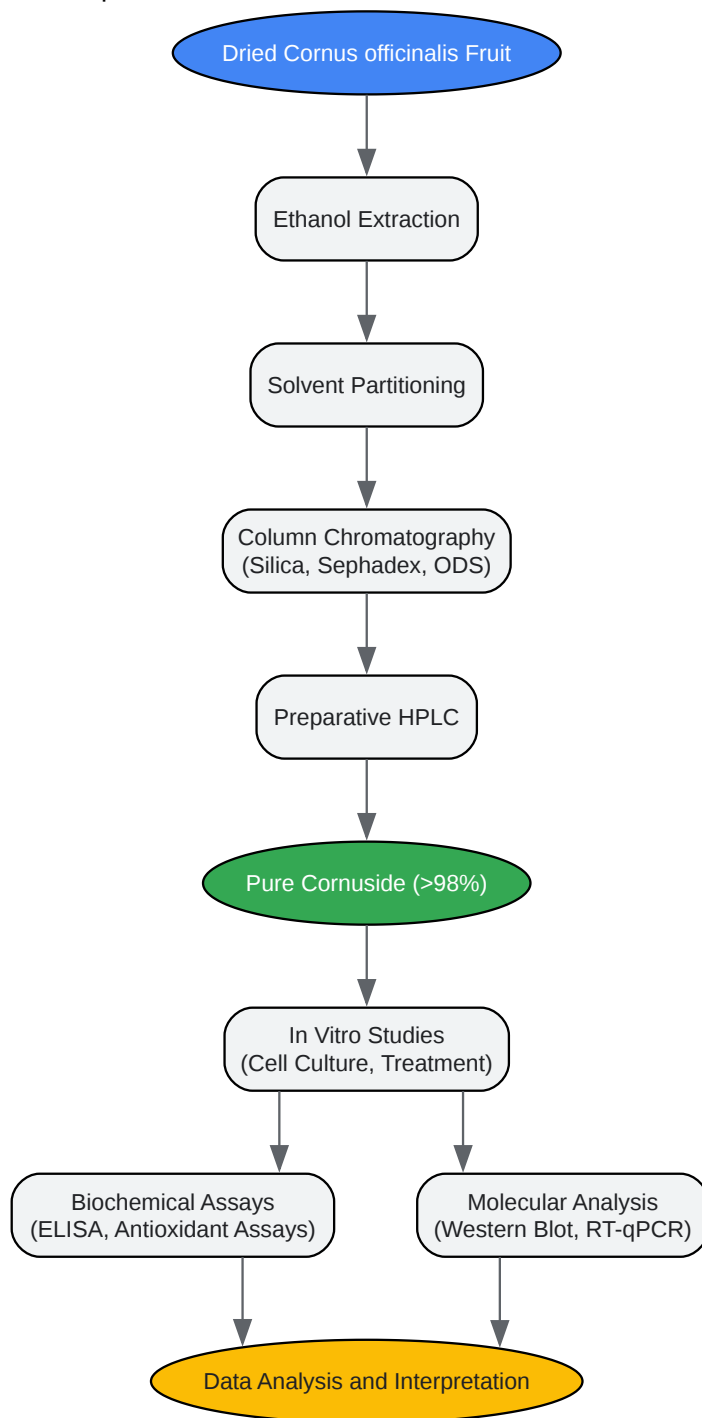 Dried Cornus officinalis Fruit
Ethanol Extraction
Solvent Partitioning
Column Chromatography
(Silica, Sephadex, ODS)
Preparative HPLC
Pure Cornuside (>98%)
In Vitro Studies
(Cell Culture, Treatment)
Biochemical Assays
(ELISA, Antioxidant Assays)
Molecular Analysis
(Western Blot, RT-qPCR)
Data Analysis and Interpretation